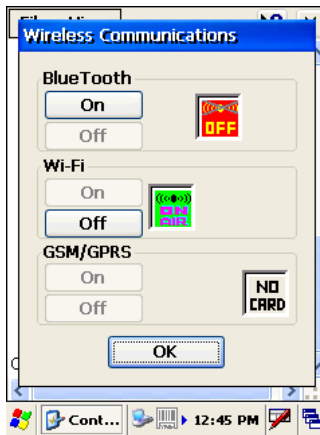 Wireless Communications
BlueTooth
On
OFF
Off
Wi-Fi
On
ON
AIR
Off
GSM/GPRS
On
NO
CARD
Off
OK
Cont...
12:45 PM